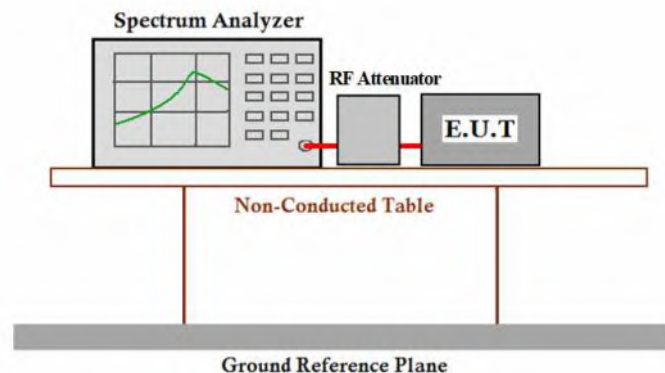 Spectrum Analyzer
RF Attenuator
E.U.T
Non-Conducted Table
Ground Reference Plane